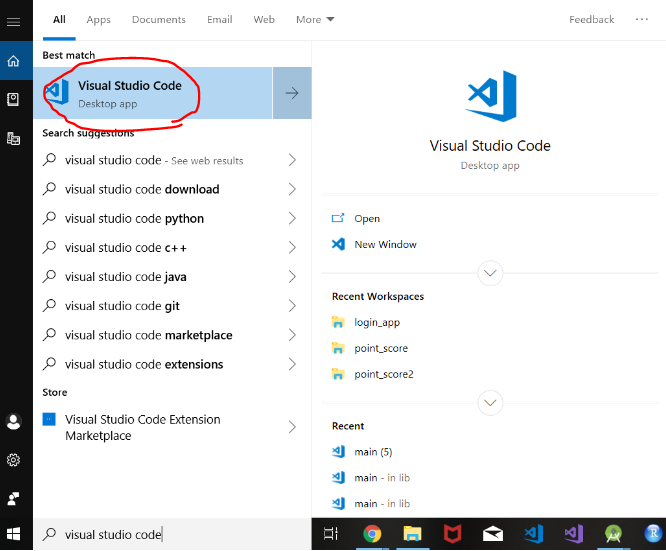 All Apps Documents Email Web More Feedback ...
Best match
Visual Studio Code
Desktop app
Search suggestions
visual studio code - See web results
visual studio code download
visual studio code python
visual studio code c++
visual studio code java
visual studio code git
visual studio code marketplace
visual studio code extensions
Store
Visual Studio Code Extension
Marketplace
visual studio code
Visual Studio Code
Desktop app
Open
New Window
Recent Workspaces
login_app
point_score
point_score2
Recent
main (5)
main - in lib
main - in lib
R